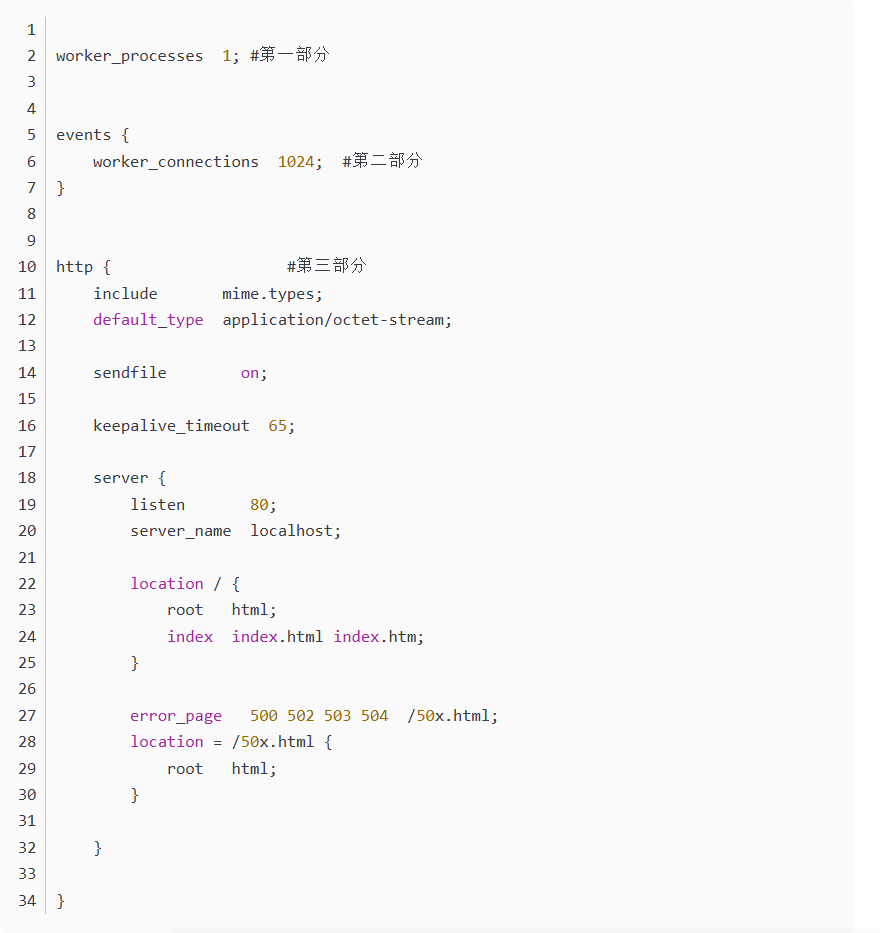 1
2 worker_processes  1; #第一部分
3
4
5 events {
6     worker_connections  1024;  #第二部分
7 }
8
9
10 http {                   #第三部分
11     include       mime.types;
12     default_type  application/octet-stream;
13
14     sendfile        on;
15
16     keepalive_timeout  65;
17
18     server {
19         listen       80;
20         server_name  localhost;
21
22         location / {
23             root   html;
24             index  index.html index.htm;
25         }
26
27         error_page   500 502 503 504  /50x.html;
28         location = /50x.html {
29             root   html;
30         }
31
32     }
33
34 }